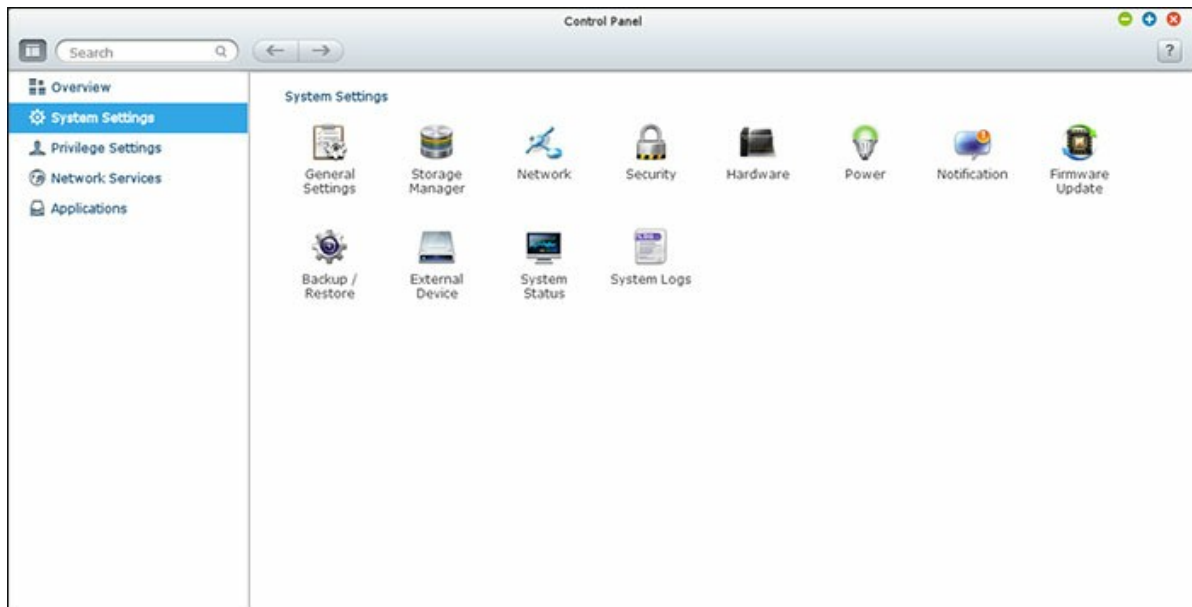 Control Panel
Search
?
Overview
System Settings
Privilege Settings
Network Services
Applications
System Settings
General
Settings
Storage
Manager
Network
Security
Hardware
Power
Notification
Firmware
Update
Backup /
Restore
External
Device
System
Status
System Logs